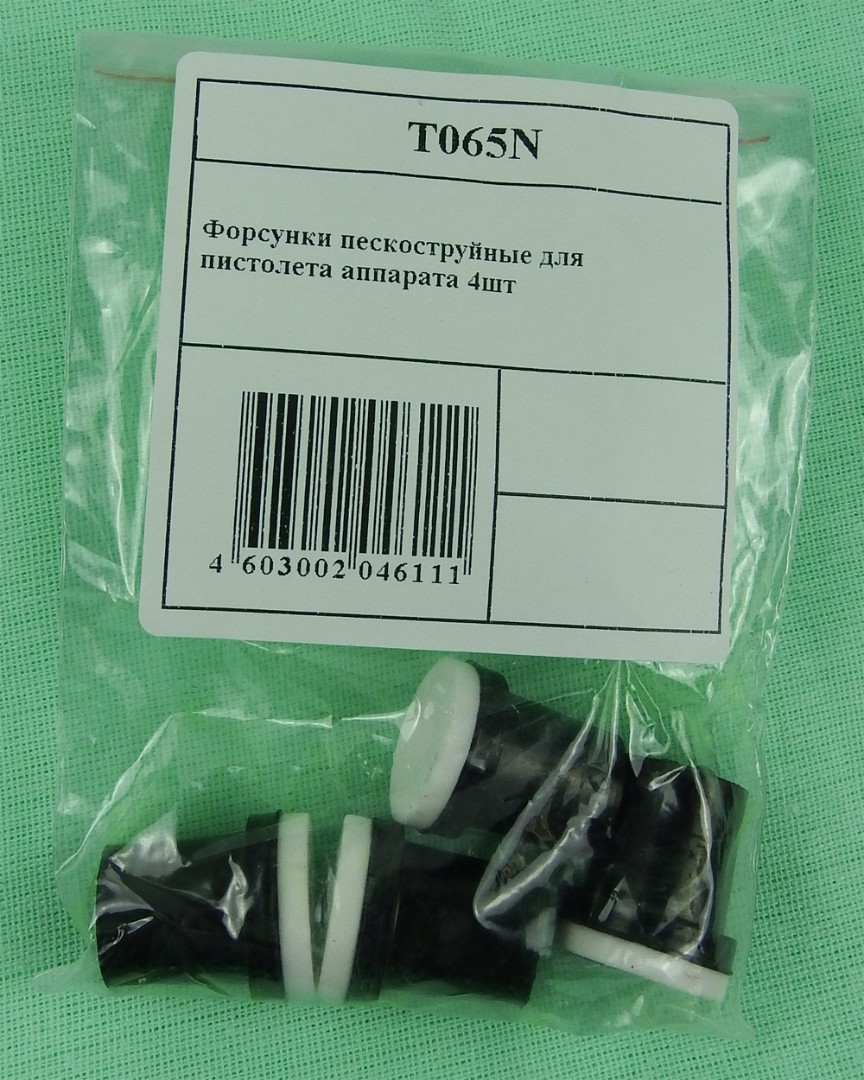 T065N
Форсунки пескоструйные для
пистолета аппарата 4шт
4 603002 046111